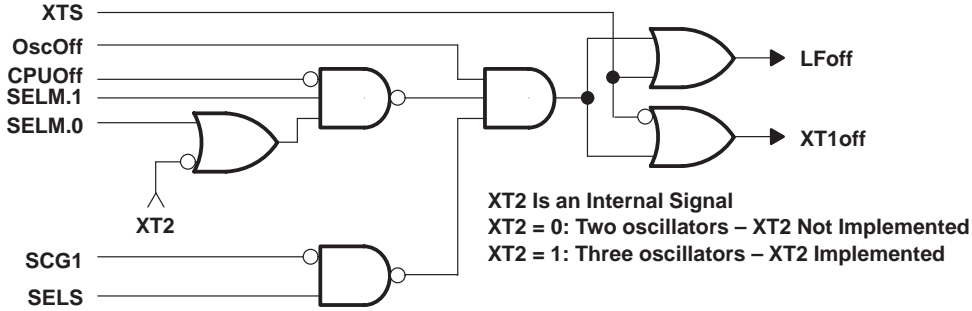 XTS
OscOff
CPUOff
SELM.1
SELM.0
XT2
SCG1
SELS
LFoff
XT1off
XT2 Is an Internal Signal
XT2 = 0: Two oscillators – XT2 Not Implemented
XT2 = 1: Three oscillators – XT2 Implemented